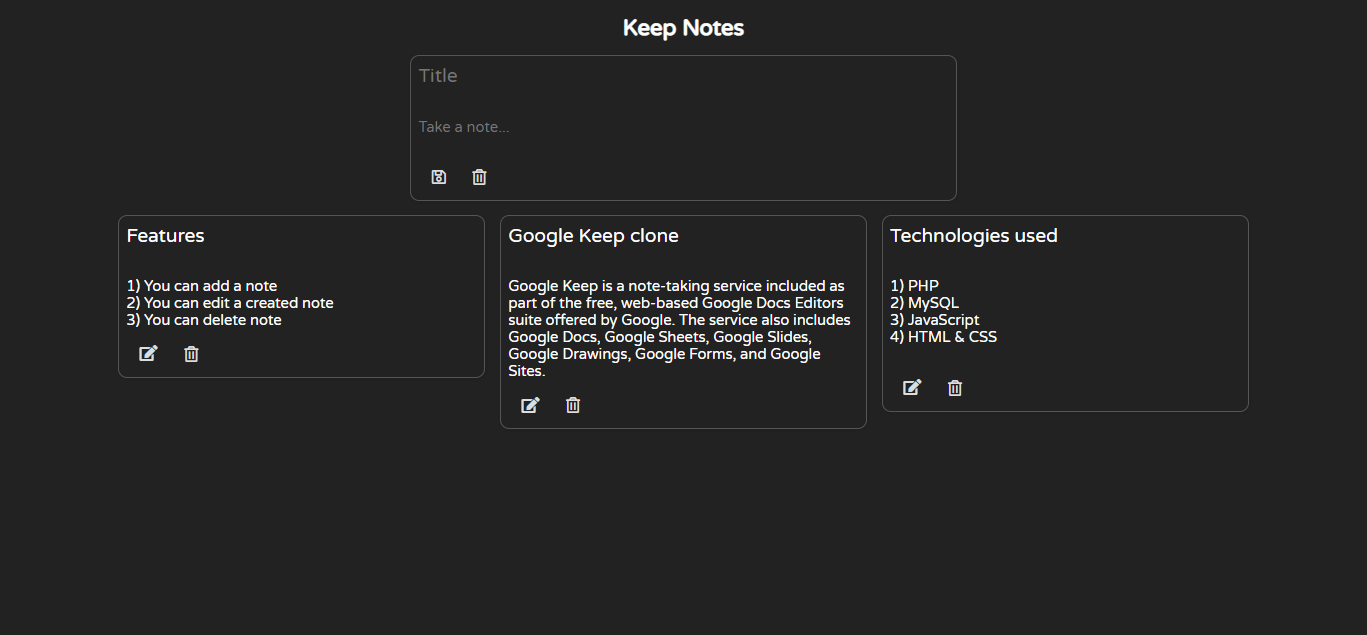 Keep Notes
Title
Take a note...
Features
1) You can add a note
2) You can edit a created note
3) You can delete note
Google Keep clone
Google Keep is a note-taking service included as
part of the free, web-based Google Docs Editors
suite offered by Google. The service also includes
Google Docs, Google Sheets, Google Slides,
Google Drawings, Google Forms, and Google
Sites.
Technologies used
1) PHP
2) MySQL
3) JavaScript
4) HTML & CSS